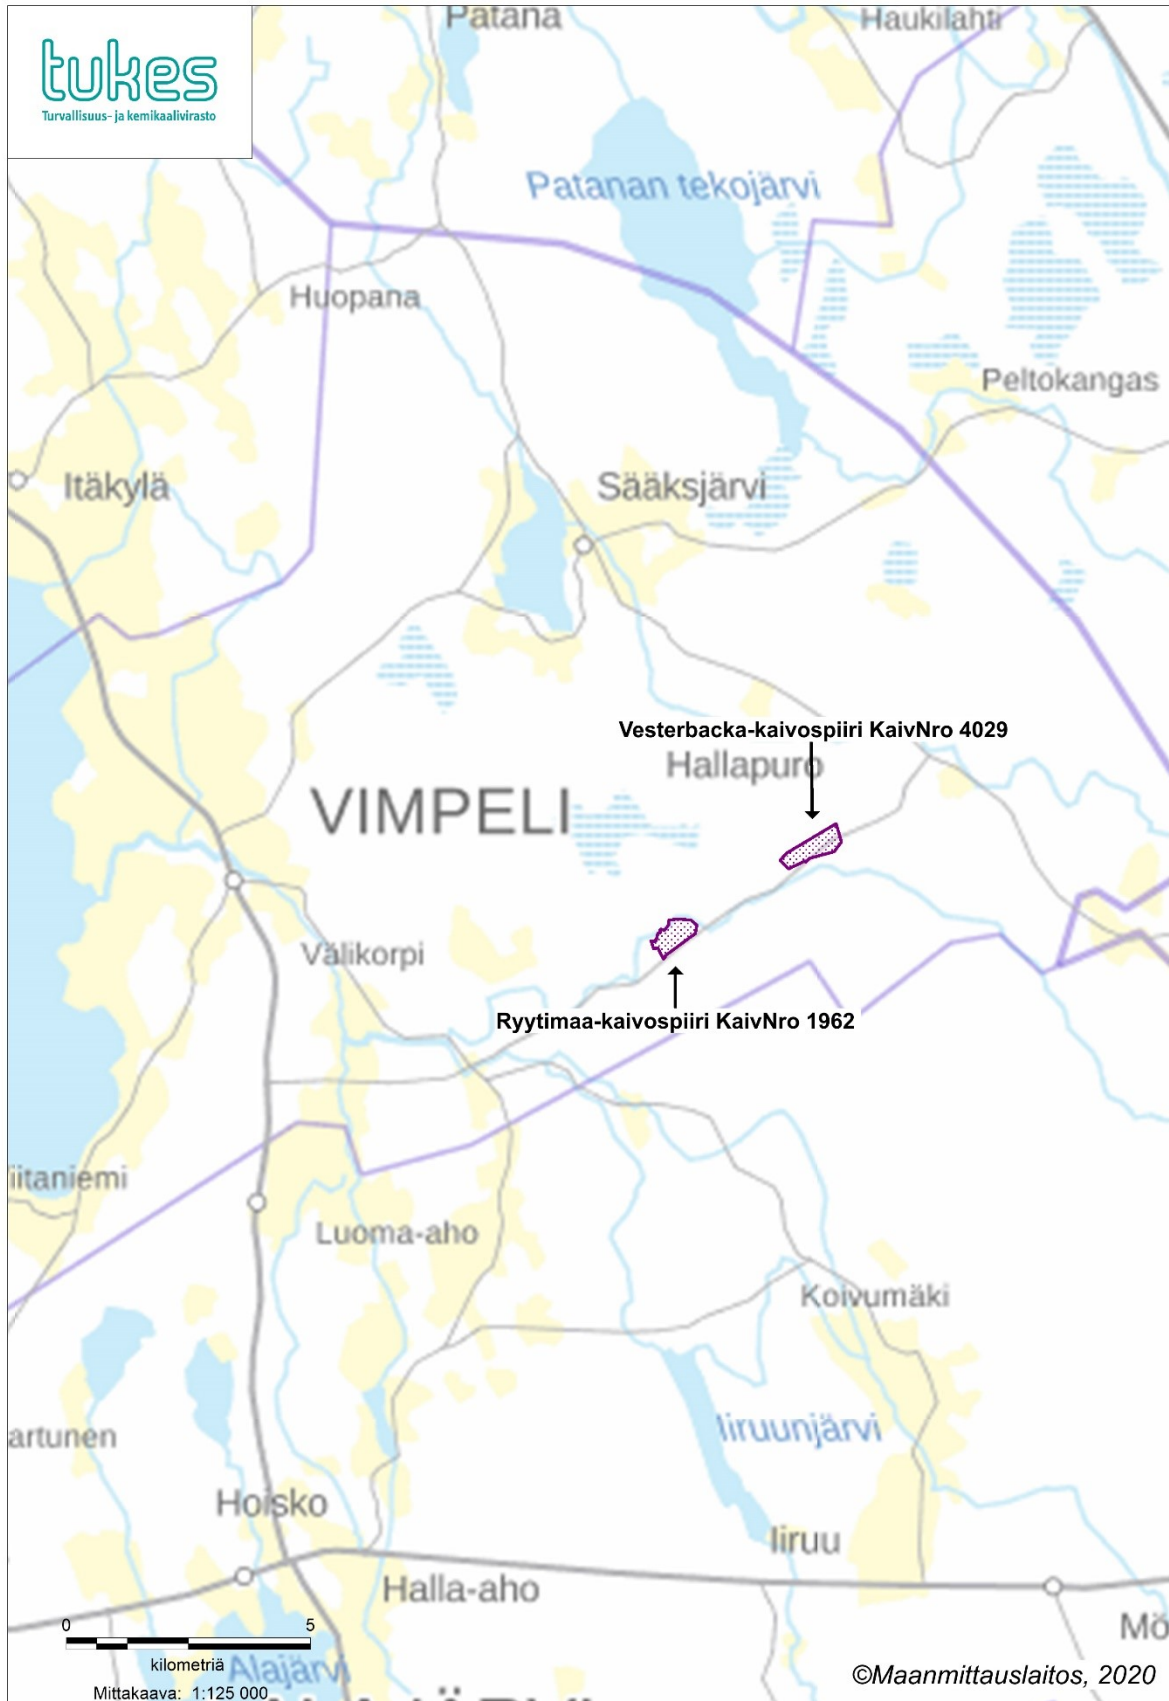 Patana
Haukilahti
tukes
Turvallisuus- ja kemikaalivirasto
Patanan tekojärvi
Huopana
Peltokangas
Itäkylä
Sääksjärvi
Vesterbacka-kaivospiiri KaivNro 4029
Hallapuro
VIMPELI
Välikorpi
Ryytimaa-kaivospiiri KaivNro 1962
iitaniemi
Luoma-aho
Koivumäki
artunen
Iiruunjärvi
Hoisko
Iiruu
Halla-aho
0 5
Mö
kilometriä
Alajärvi
©Maanmittauslaitos, 2020
Mittakaava: 1:125 000